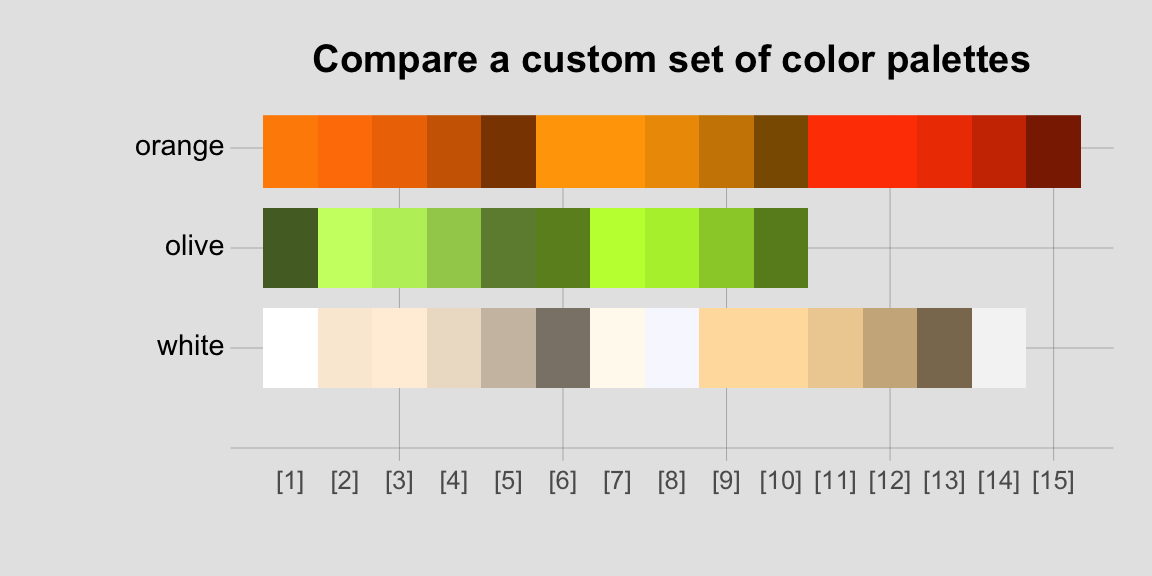 Compare a custom set of color palettes
orange
olive
white
[1] [2] [3] [4] [5] [6] [7] [8] [9] [10] [11] [12] [13] [14] [15]